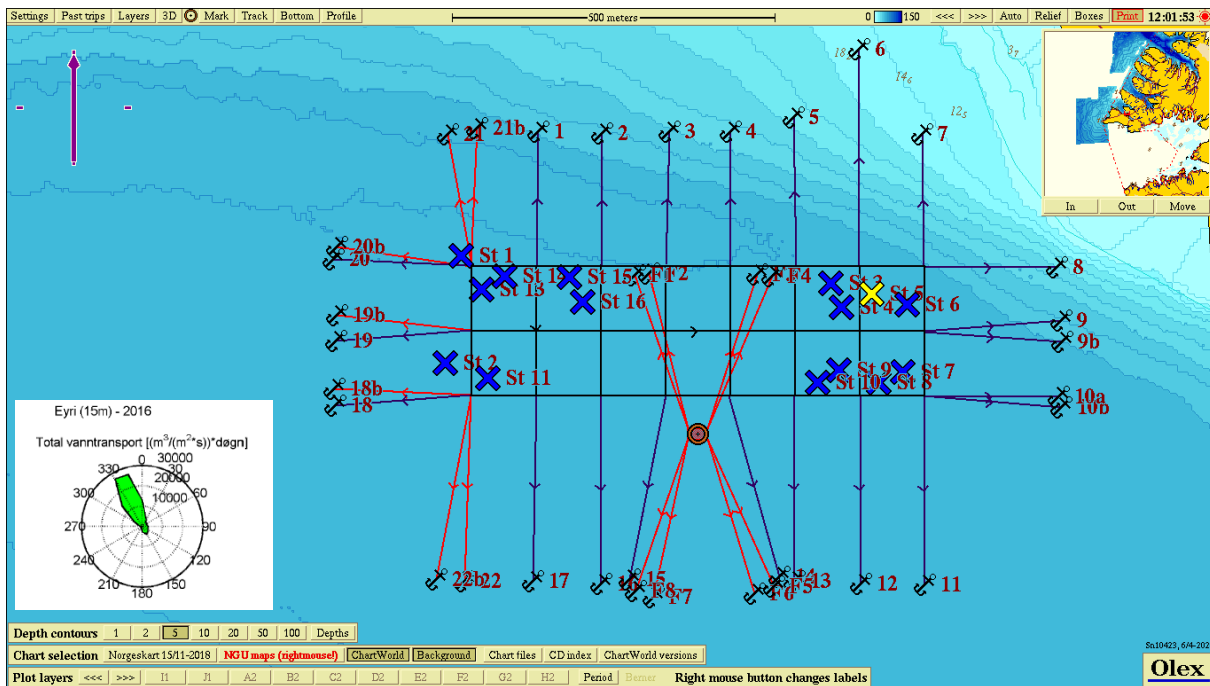 Settings Past trips Layers 3D Mark Track Bottom Profile 500 meters 0 150 <<< >>> Auto Relief Boxes Print 12:01:53
6
5
21 21b 1 2 3 4 7
20b
20
St 1
St 15 F1 F2 F4 8
St 13 St 16 St 3 St 5
St 4 St 6
19b 9
19 9b
St 2 St 9 St 7
St 11 St 10 St 8
18b 10a
18 10b
In Out Move
Eyri (15m) - 2016
Total vanntransport [(m³/(m²*s))*døgn]
0
330 30000 30
20000
300 10000 60
270 90
240 120
210 150
180
22b 22 17 15 14 13 12 11
F8 F7 F6 F5
Depth contours 1 2 5 10 20 50 100 Depths
Chart selection Norgeskart 15/11-2018 NGU maps (rightmouse!) ChartWorld Background Chart files CD index ChartWorld versions
Plot layers <<< >>> I1 J1 A2 B2 C2 D2 E2 F2 G2 H2 Period Berner Right mouse button changes labels
Olex